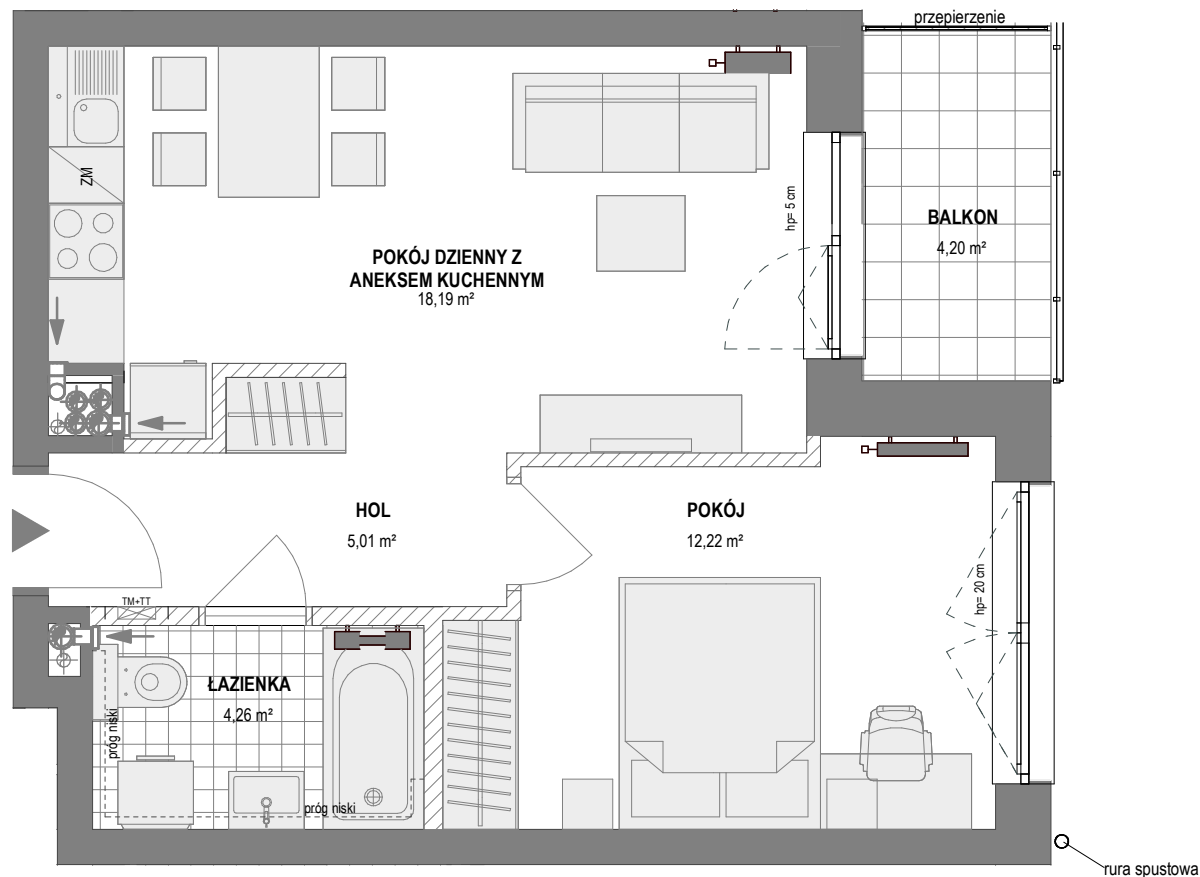 przepierzenie
ZM
hp= 5 cm
BALKON
4,20 m²
POKÓJ DZIENNY Z
ANEKSEM KUCHENNYM
18,19 m²
HOL
5,01 m²
POKÓJ
12,22 m²
hp= 20 cm
TM+TT
ŁAZIENKA
4,26 m²
próg niski
próg niski
rura spustowa